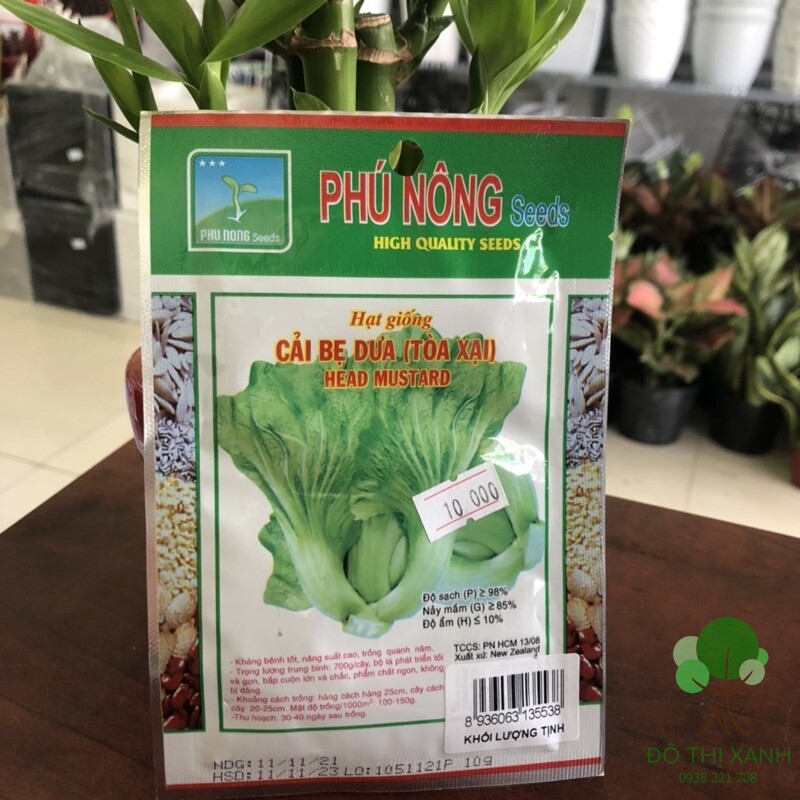 PHU NONG Seeds
PHÚ NÔNG Seeds
HIGH QUALITY SEEDS
Hạt giống
CẢI BẸ DƯA (TÒA XẠI)
HEAD MUSTARD
10 000
Độ sạch (P) ≥ 98%
Nảy mầm (G) ≥ 85%
Độ ẩm (H) ≤ 10%
TCCS: PN HCM 13/08
Xuất xứ: New Zealand
- Kháng bệnh tốt, năng suất cao, trồng quanh năm.
- Trọng lượng trung bình: 700g/cây, bộ lá phát triển tốt
và gọn, bắp cuộn lớn và chắc, phẩm chất ngon, không
bị đắng.
- Khoảng cách trồng: hàng cách hàng 25cm, cây cách
cây 20-25cm. Mật độ trồng/1000m²: 100-150g.
-Thu hoạch: 30-40 ngày sau trồng.
8 936063 135538
KHỐI LƯỢNG TỊNH
NDG: 11/11/21
HSD: 11/11/23 LO: 1051121P 10g
ĐÔ THỊ XANH
0938 221 708